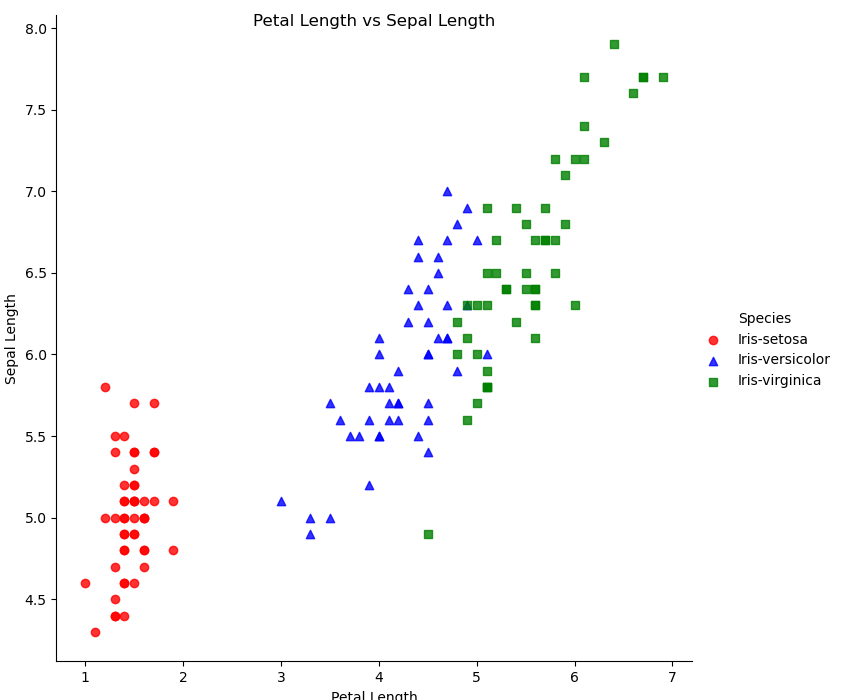 Petal Length vs Sepal Length
8.0
7.5
7.0
6.5
6.0
5.5
5.0
4.5
Sepal Length
1 2 3 4 5 6 7
Petal Length
Species
Iris-setosa
Iris-versicolor
Iris-virginica